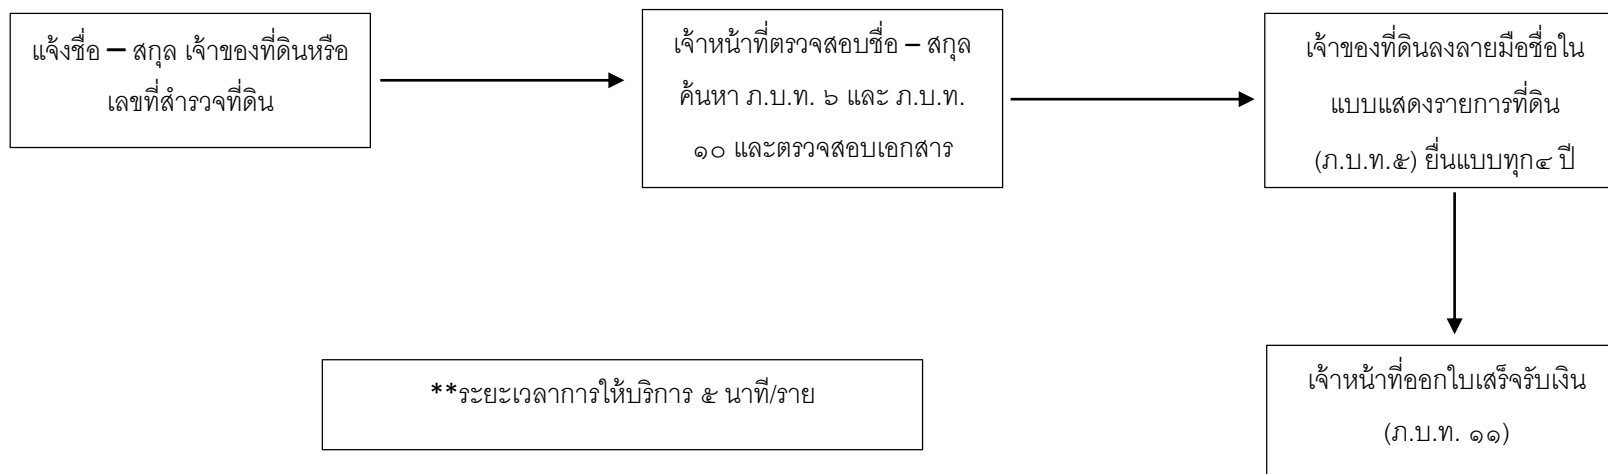 แจ้งชื่อ – สกุล เจ้าของที่ดินหรือ
เลขที่สำรวจที่ดิน
เจ้าหน้าที่ตรวจสอบชื่อ – สกุล
ค้นหา ภ.บ.ท. ๖ และ ภ.บ.ท.
๑๐ และตรวจสอบเอกสาร
เจ้าของที่ดินลงลายมือชื่อใน
แบบแสดงรายการที่ดิน
(ภ.บ.ท.๕) ยื่นแบบทุก๔ ปี
**ระยะเวลาการให้บริการ ๕ นาที/ราย
เจ้าหน้าที่ออกใบเสร็จรับเงิน
(ภ.บ.ท. ๑๑)